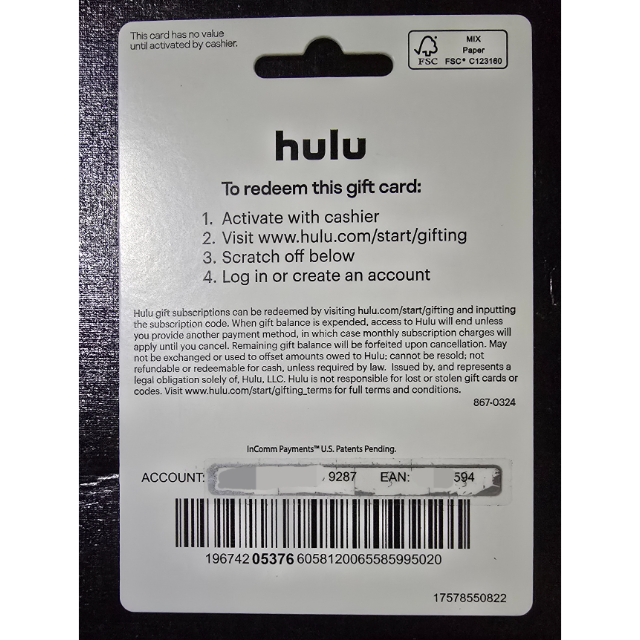 This card has no value
until activated by cashier.
FSC
MIX
Paper
FSC® C123160
hulu
To redeem this gift card:
1. Activate with cashier
2. Visit www.hulu.com/start/gifting
3. Scratch off below
4. Log in or create an account
Hulu gift subscriptions can be redeemed by visiting hulu.com/start/gifting and inputting
the subscription code. When gift balance is expended, access to Hulu will end unless
you provide another payment method, in which case monthly subscription charges will
apply until you cancel. Remaining gift balance will be forfeited upon cancellation. May
not be exchanged or used to offset amounts owed to Hulu; cannot be resold; not
refundable or redeemable for cash, unless required by law. Issued by, and represents a
legal obligation solely of, Hulu, LLC. Hulu is not responsible for lost or stolen gift cards or
codes. Visit www.hulu.com/gifting_terms for full terms and conditions.
867-0324
InComm Payments™ U.S. Patents Pending.
ACCOUNT: 9287 EAN: 594
196742 05376 6058120065585995020
17578550822